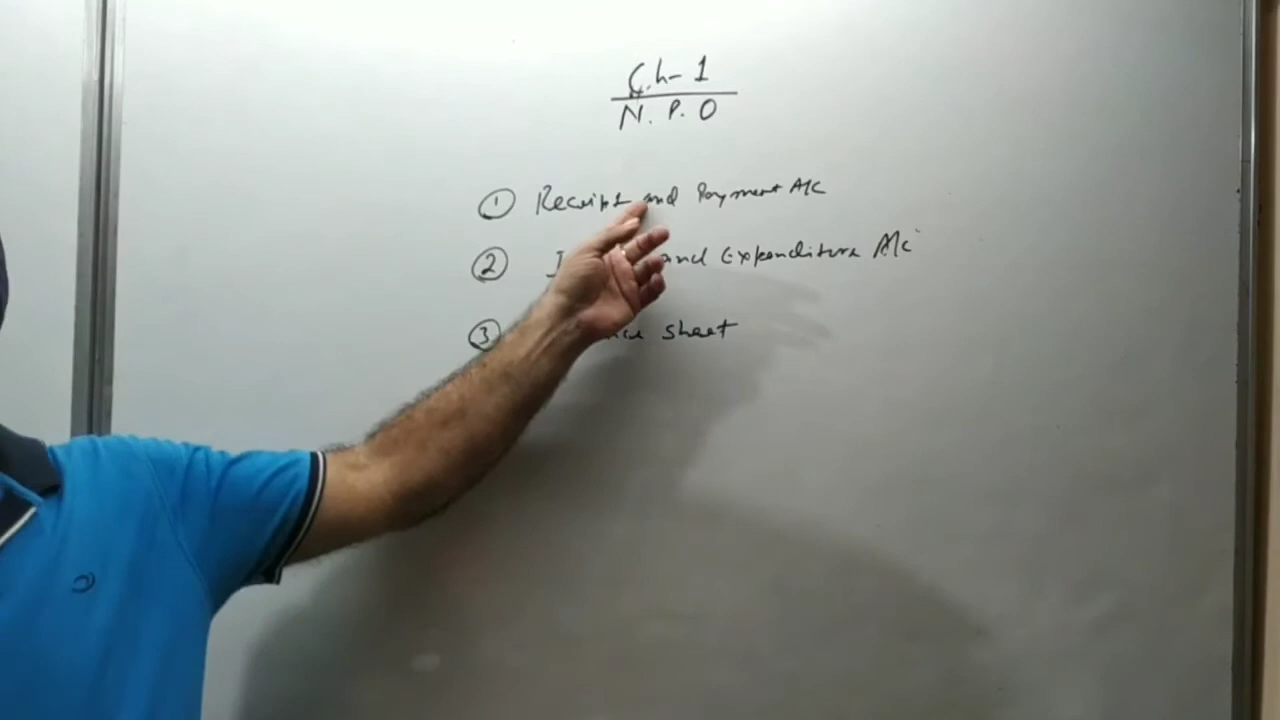 Ch-1
N.P.O
① Receipt and Payment A/c
② and Expenditure A/c
③ sheet